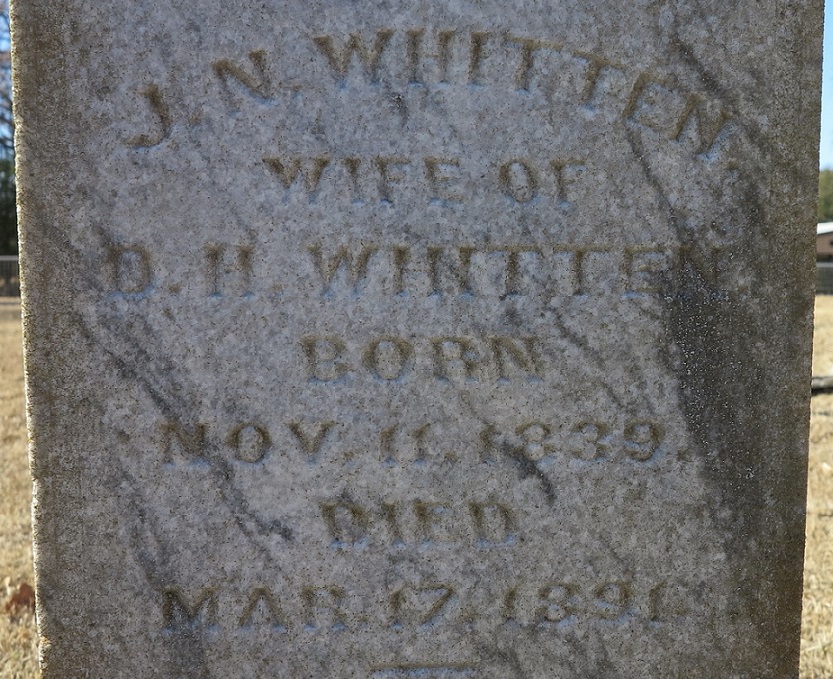 J. N. WHITTEN,
WIFE OF
D. H. WHITTEN
BORN
NOV. 11, 1839.
DIED
MAR. 17, 1891